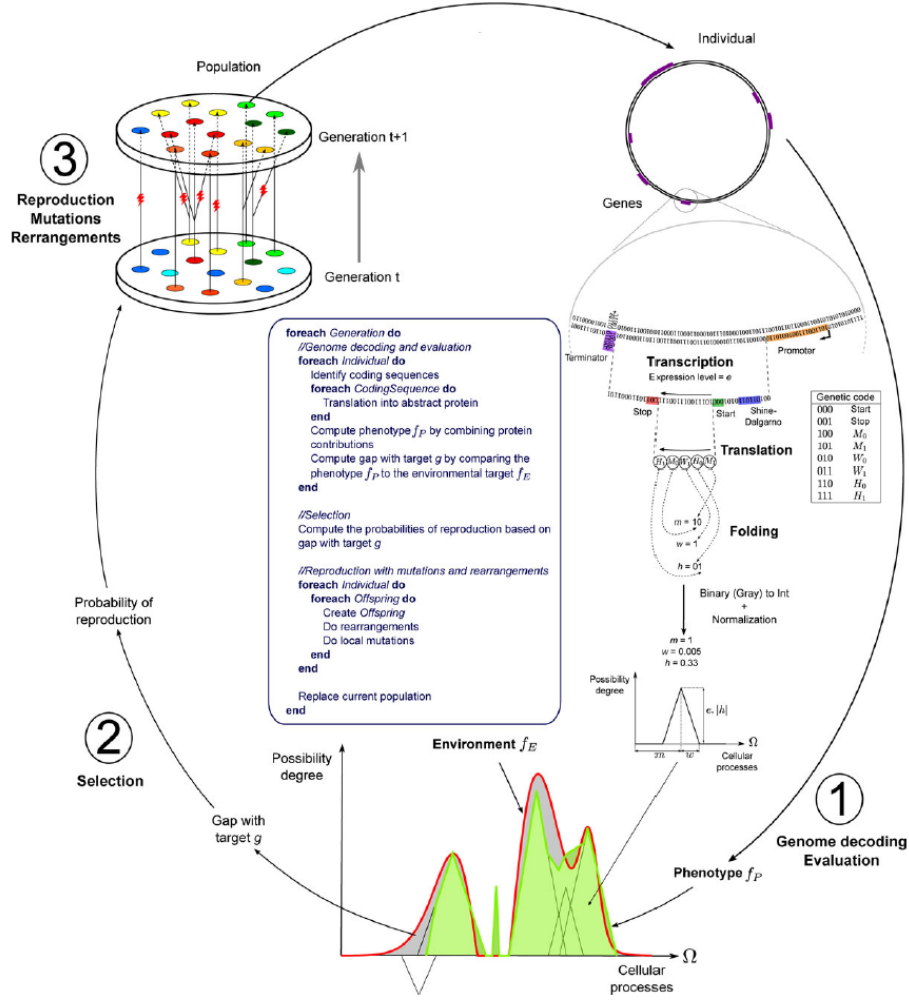 Population
Individual
Generation t+1
3
Reproduction
Mutations
Rerrangements
Genes
Generation t
Terminator
Promoter
Transcription
Expression level = e
Stop
Start
Shine-
Dalgarno
Genetic code
000 Start
001 Stop
100 M₀
101 M₁
010 W₀
011 W₁
110 H₀
111 H₁
Translation
m = 10
w = 1
h = 01
Folding
Binary (Gray) to Int
+
Normalization
m = 1
w = 0.005
h = 0.33
Possibility
degree
e.|h|
m
w
Ω
Cellular
processes
foreach Generation do
//Genome decoding and evaluation
foreach Individual do
Identify coding sequences
foreach CodingSequence do
Translation into abstract protein
end
Compute phenotype f_P by combining protein
contributions
Compute gap with target g by comparing the
phenotype f_P to the environmental target f_E
end
//Selection
Compute the probabilities of reproduction based on
gap with target g
//Reproduction with mutations and rearrangements
foreach Individual do
foreach Offspring do
Create Offspring
Do rearrangements
Do local mutations
end
end
Replace current population
end
Probability of
reproduction
2
Selection
Gap with
target g
Possibility
degree
Environment f_E
1
Genome decoding
Evaluation
Phenotype f_P
Ω
Cellular
processes